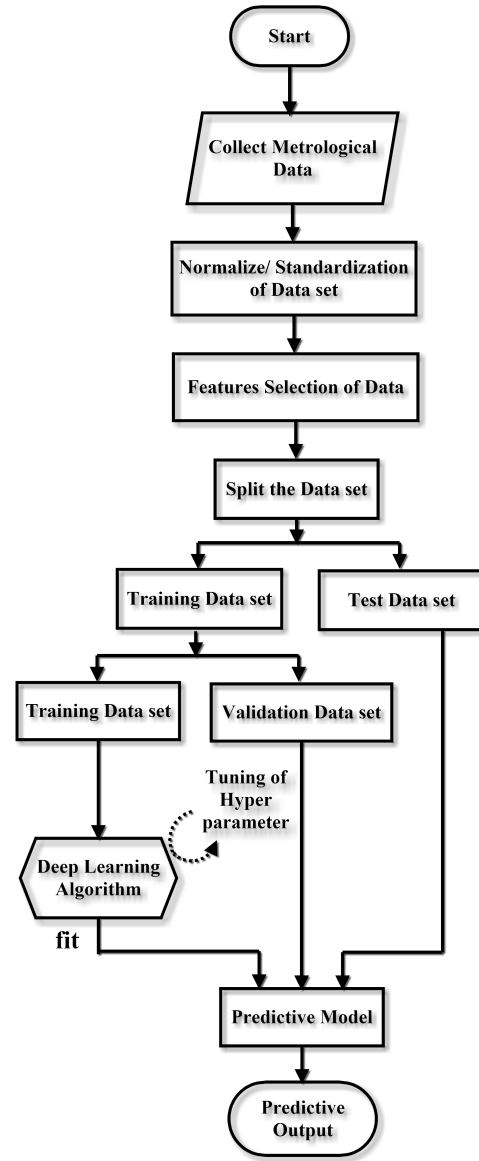 Start
Collect Metrological
Data
Normalize/ Standardization
of Data set
Features Selection of Data
Split the Data set
Training Data set
Test Data set
Training Data set
Validation Data set
Tuning of
Hyper
parameter
Deep Learning
Algorithm
fit
Predictive Model
Predictive
Output